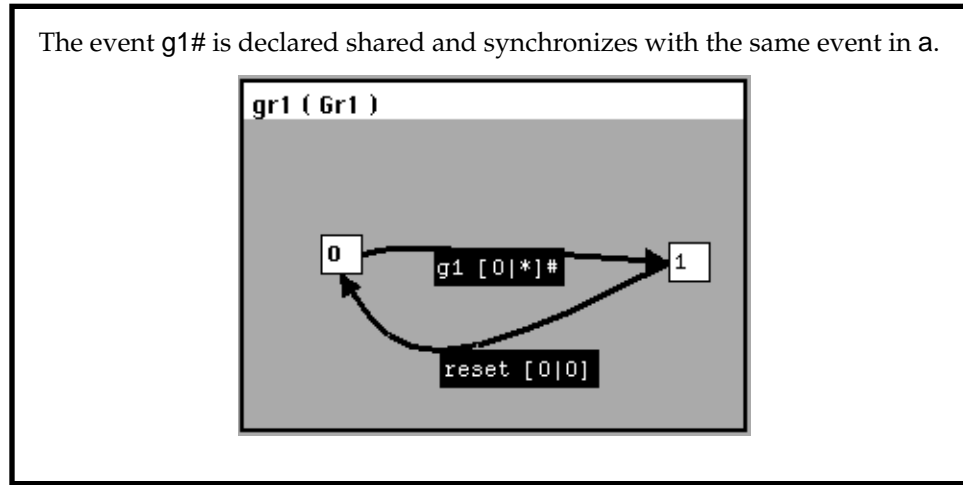 The event g1# is declared shared and synchronizes with the same event in a.
gr1 ( Gr1 )
0
g1 [0|*]#
1
reset [0|0]